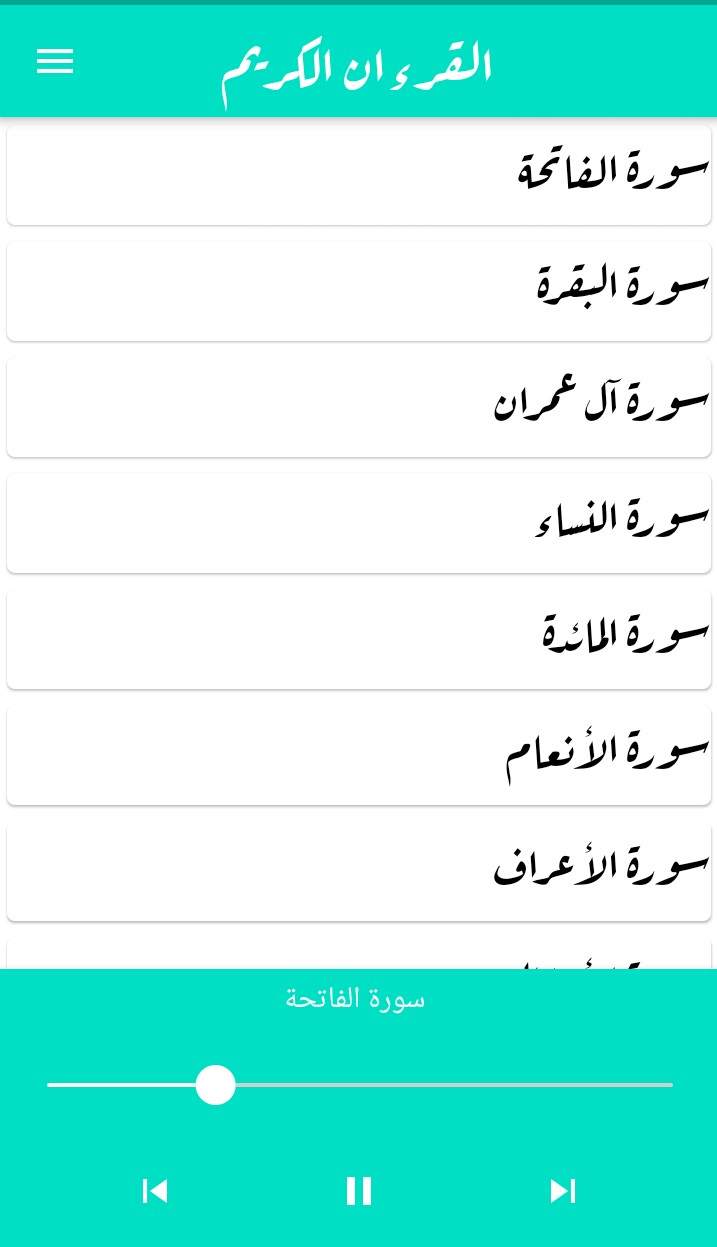 القرءان الكريم
سورة الفاتحة
سورة البقرة
سورة آل عمران
سورة النساء
سورة المائدة
سورة الأنعام
سورة الأعراف
سورة الفاتحة